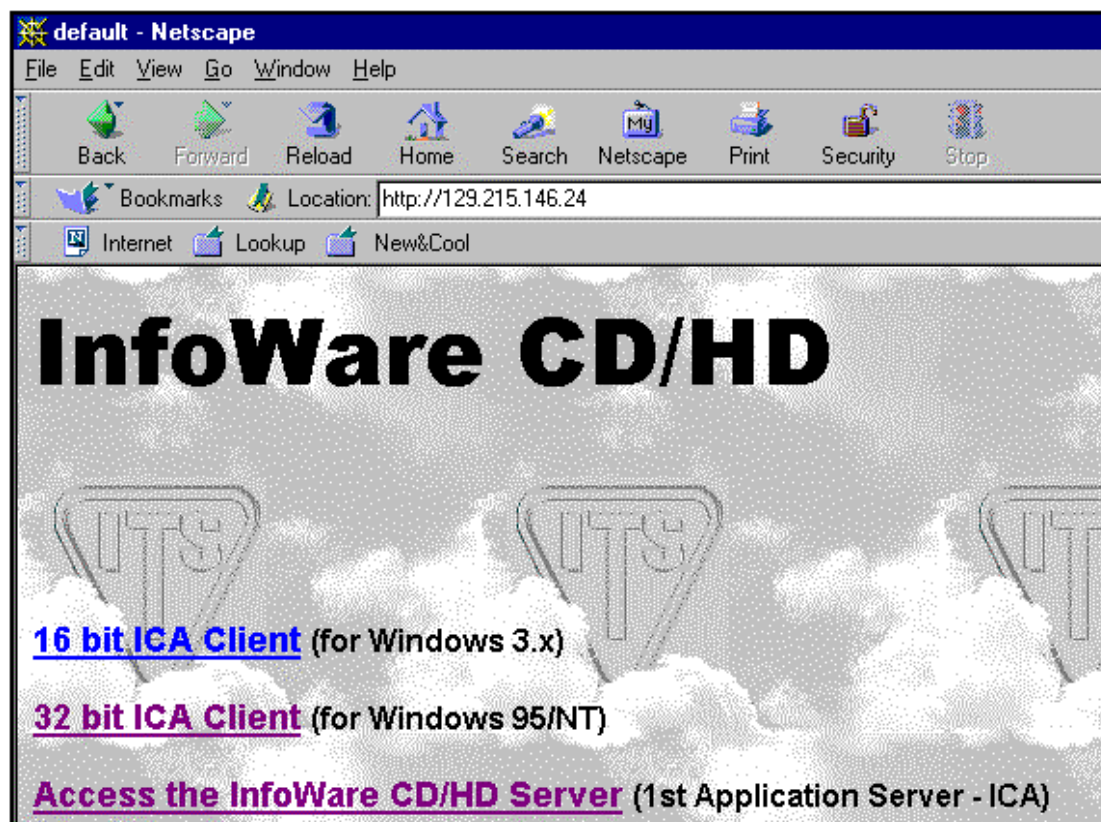 default - Netscape
File Edit View Go Window Help
My
Back Forward Reload Home Search Netscape Print Security Stop
Bookmarks Location: http://129.215.146.24
N Internet Lookup New&Cool
InfoWare CD/HD
ITS ITS ITS
16 bit ICA Client (for Windows 3.x)
32 bit ICA Client (for Windows 95/NT)
Access the InfoWare CD/HD Server (1st Application Server - ICA)